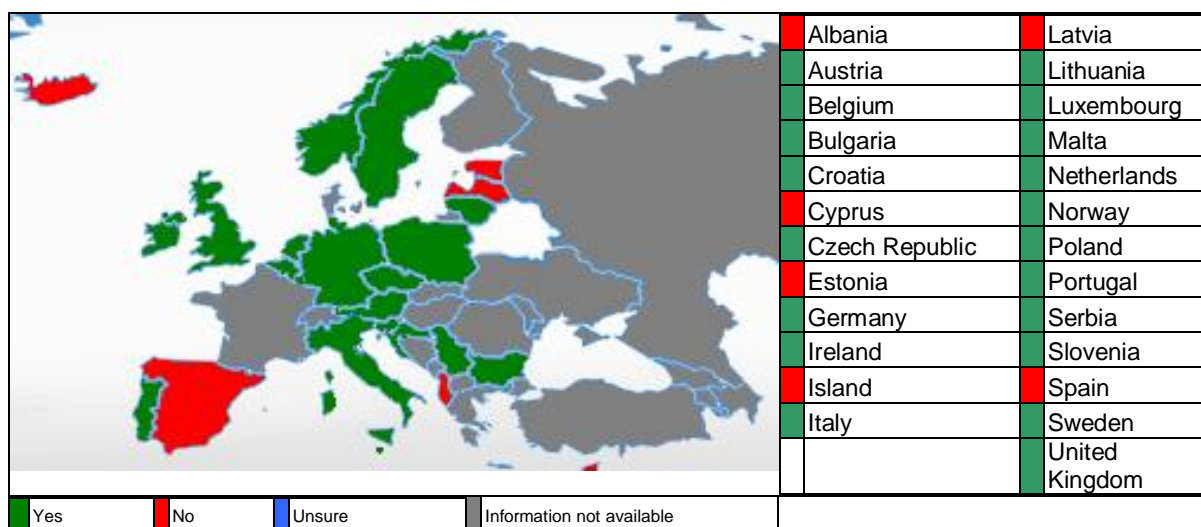 Albania Latvia
Austria Lithuania
Belgium Luxembourg
Bulgaria Malta
Croatia Netherlands
Cyprus Norway
Czech Republic Poland
Estonia Portugal
Germany Serbia
Ireland Slovenia
Island Spain
Italy Sweden
United
Kingdom
Yes No Unsure Information not available